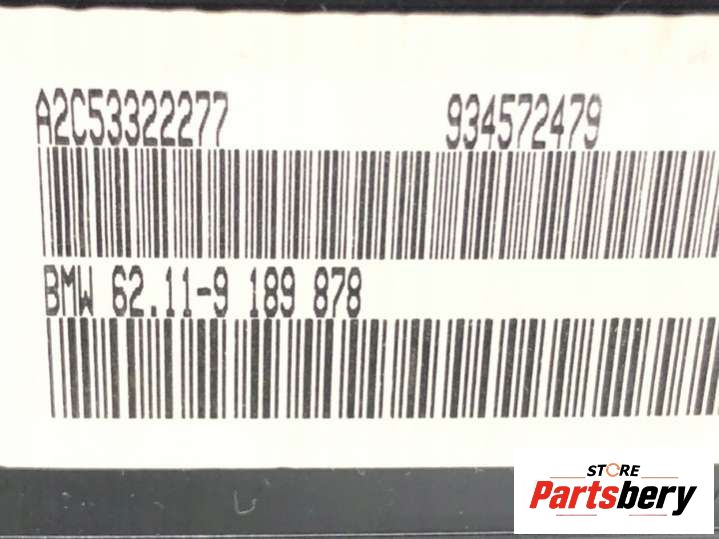 A2C53322277 934572479
BMW 62.11-9 189 878
STORE
Partsbery